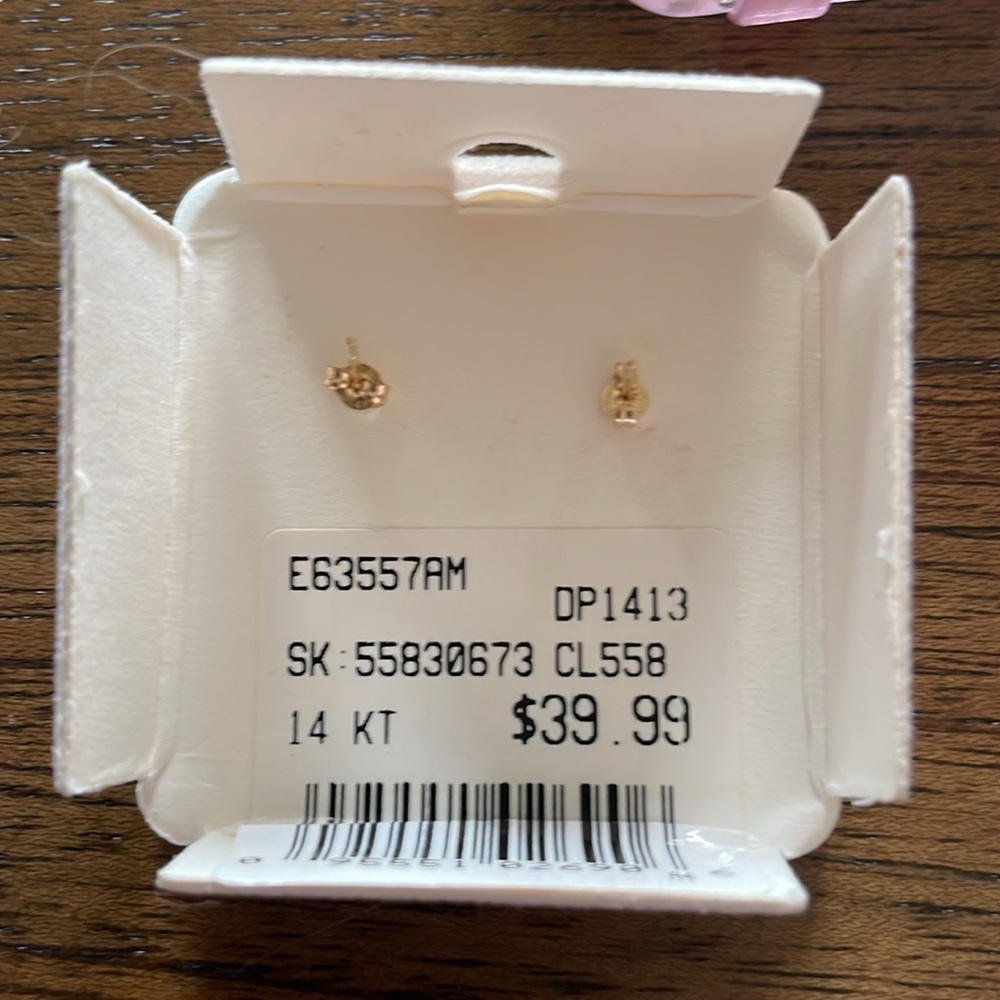 E63557AM
DP1413
SK:55830673 CL558
14 KT $39.99